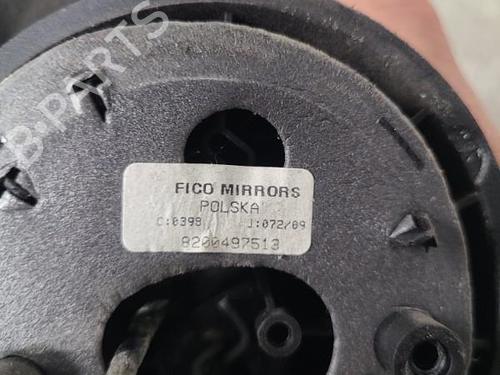 B-PARTS
FICO MIRRORS
POLSKA
C:0398 J:072/09
8200497513